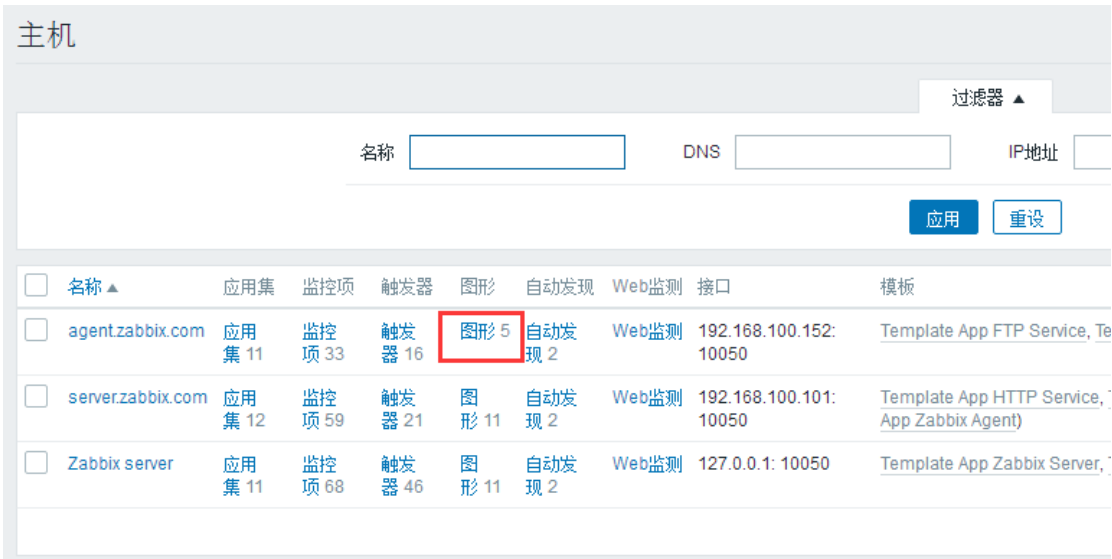 主机
过滤器 ▲
名称 DNS IP地址
应用 重设
名称▲ 应用集 监控项 触发器 图形 自动发现 Web监测 接口 模板
agent.zabbix.com 应用 监控 触发 图形 5 自动发 Web监测 192.168.100.152: Template App FTP Service, Te
集 11 项 33 器 16 现 2 10050
server.zabbix.com 应用 监控 触发 图 自动发 Web监测 192.168.100.101: Template App HTTP Service,
集 12 项 59 器 21 形 11 现 2 10050 App Zabbix Agent)
Zabbix server 应用 监控 触发 图 自动发 Web监测 127.0.0.1: 10050 Template App Zabbix Server,
集 11 项 68 器 46 形 11 现 2